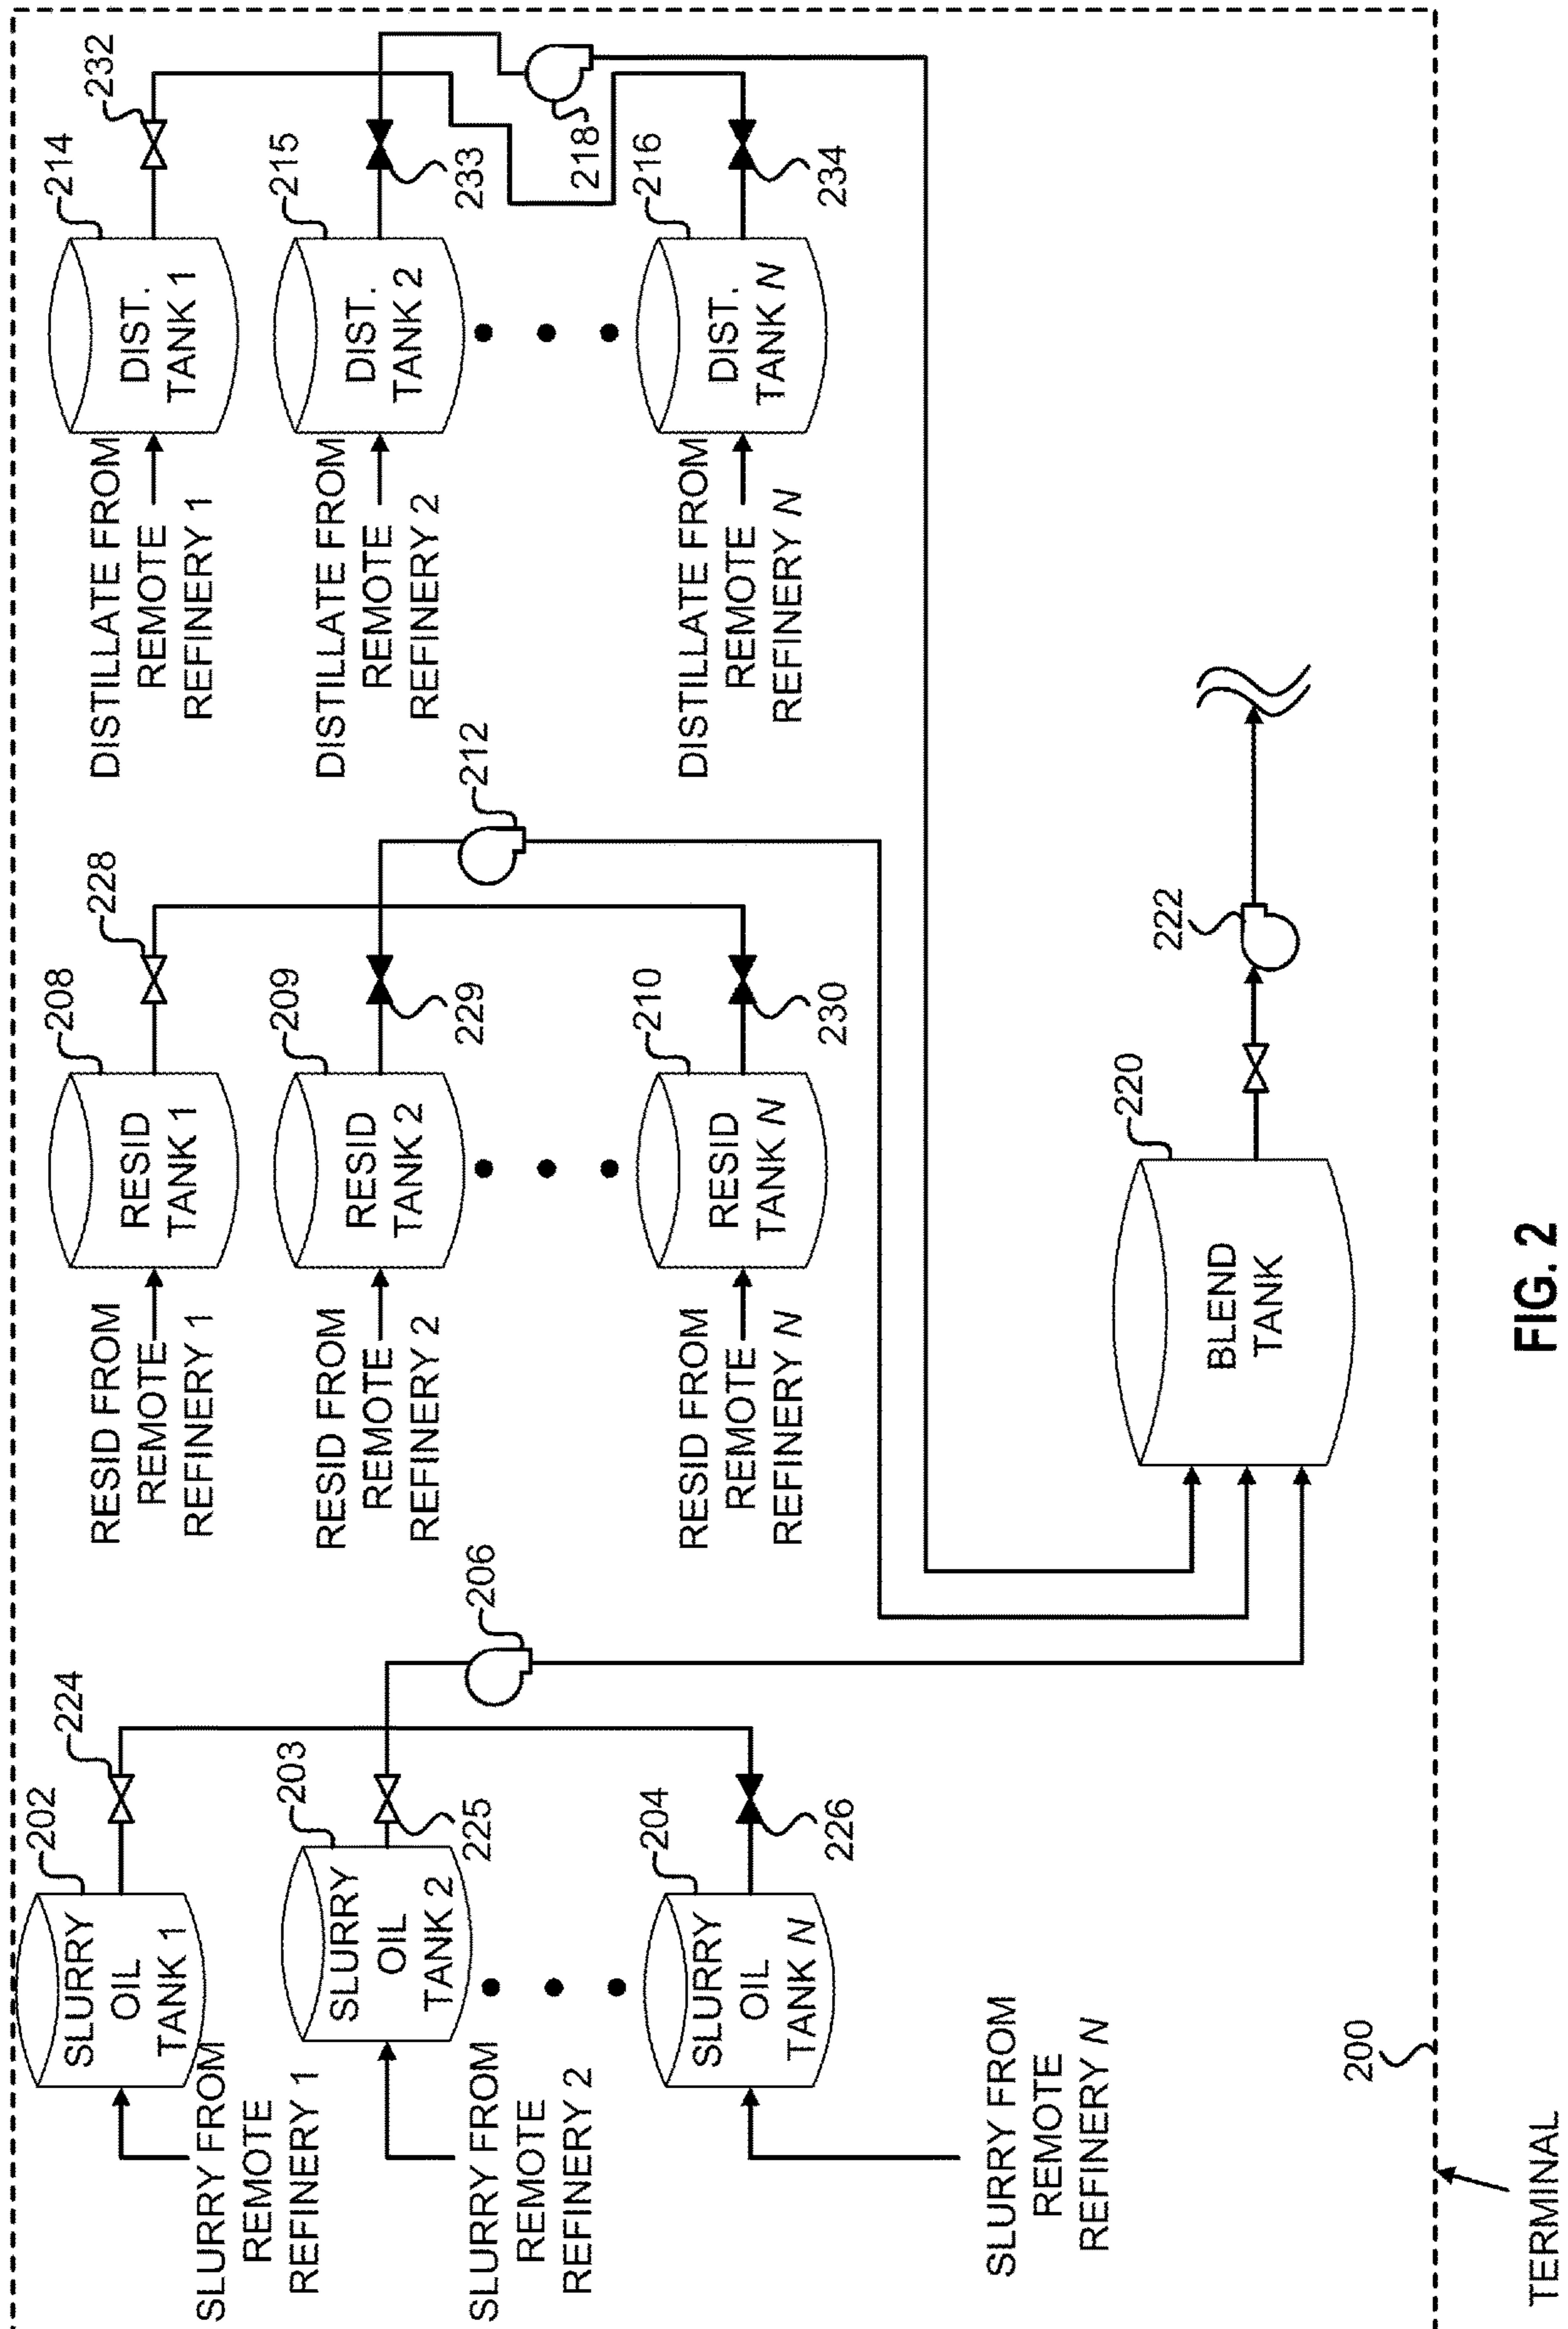 202
SLURRY
OIL
TANK 1
SLURRY FROM
REMOTE
REFINERY 1
224
203
SLURRY
OIL
TANK 2
SLURRY FROM
REMOTE
REFINERY 2
225
204
SLURRY
OIL
TANK N
SLURRY FROM
REMOTE
REFINERY N
226
206
RESID FROM
REMOTE
REFINERY 1
208
RESID
TANK 1
228
RESID FROM
REMOTE
REFINERY 2
209
RESID
TANK 2
229
RESID FROM
REMOTE
REFINERY N
210
RESID
TANK N
230
212
DISTILLATE FROM
REMOTE
REFINERY 1
214
DIST.
TANK 1
232
DISTILLATE FROM
REMOTE
REFINERY 2
215
DIST.
TANK 2
233
DISTILLATE FROM
REMOTE
REFINERY N
216
DIST.
TANK N
234
218
220
BLEND
TANK
222
200
TERMINAL
FIG. 2